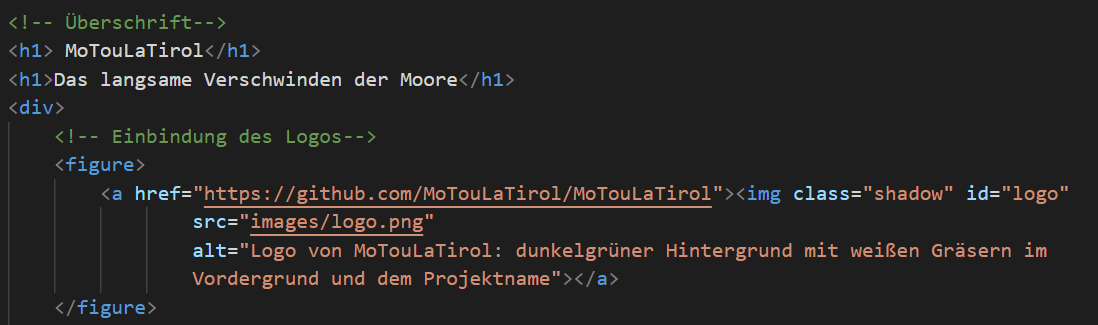 <!-- Überschrift-->
<h1> MoTouLaTirol</h1>
<h1>Das langsame Verschwinden der Moore</h1>
<div>
<!-- Einbindung des Logos-->
<figure>
<a href="https://github.com/MoTouLaTirol/MoTouLaTirol"><img class="shadow" id="logo"
src="images/logo.png"
alt="Logo von MoTouLaTirol: dunkelgrüner Hintergrund mit weißen Gräsern im
Vordergrund und dem Projektname"></a>
</figure>